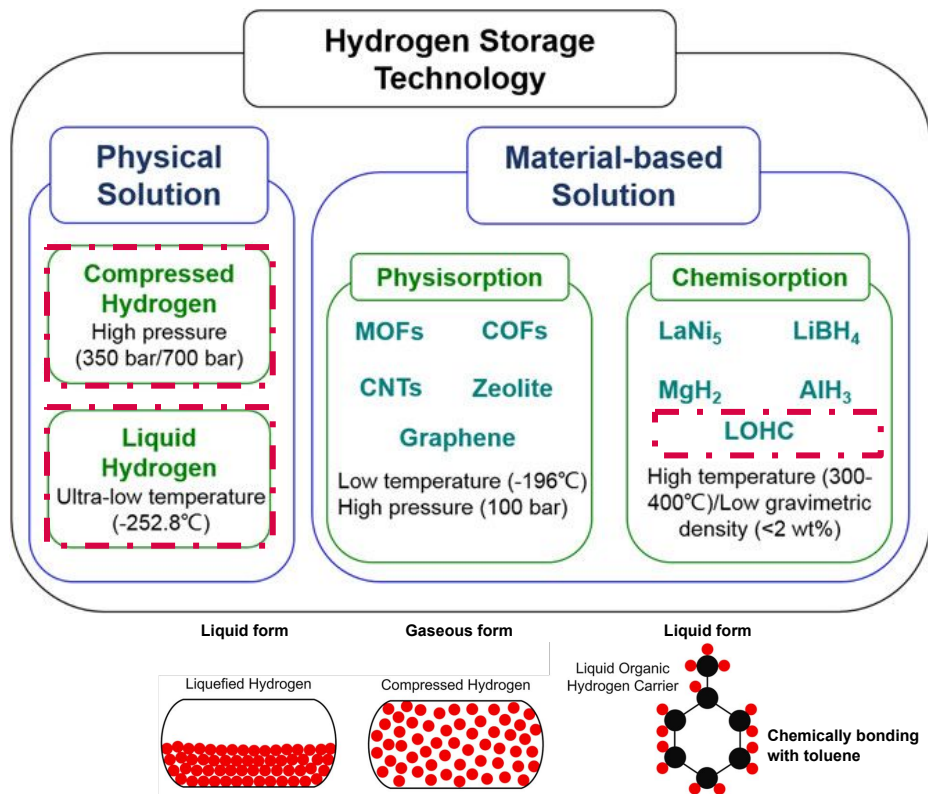 Hydrogen Storage
Technology
Physical
Solution
Material-based
Solution
Compressed
Hydrogen
High pressure
(350 bar/700 bar)
Liquid
Hydrogen
Ultra-low temperature
(-252.8℃)
Physisorption
MOFs COFs
CNTs Zeolite
Graphene
Low temperature (-196℃)
High pressure (100 bar)
Chemisorption
LaNi₅ LiBH₄
MgH₂ AlH₃
LOHC
High temperature (300-
400℃)/Low gravimetric
density (<2 wt%)
Liquid form
Gaseous form
Liquid form
Liquefied Hydrogen
Compressed Hydrogen
Liquid Organic
Hydrogen Carrier
Chemically bonding
with toluene